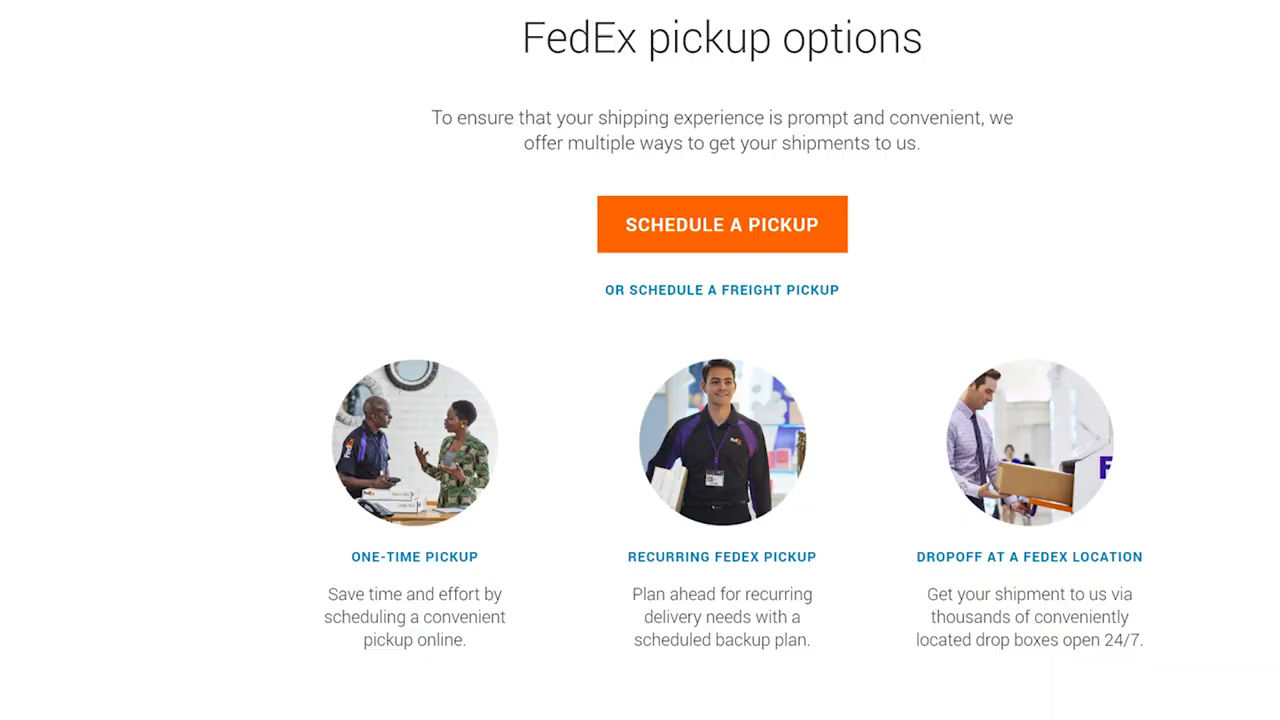 FedEx pickup options
To ensure that your shipping experience is prompt and convenient, we
offer multiple ways to get your shipments to us.
SCHEDULE A PICKUP
OR SCHEDULE A FREIGHT PICKUP
FedEx
FedEx
ONE-TIME PICKUP
Save time and effort by
scheduling a convenient
pickup online.
RECURRING FEDEX PICKUP
Plan ahead for recurring
delivery needs with a
scheduled backup plan.
DROPOFF AT A FEDEX LOCATION
Get your shipment to us via
thousands of conveniently
located drop boxes open 24/7.